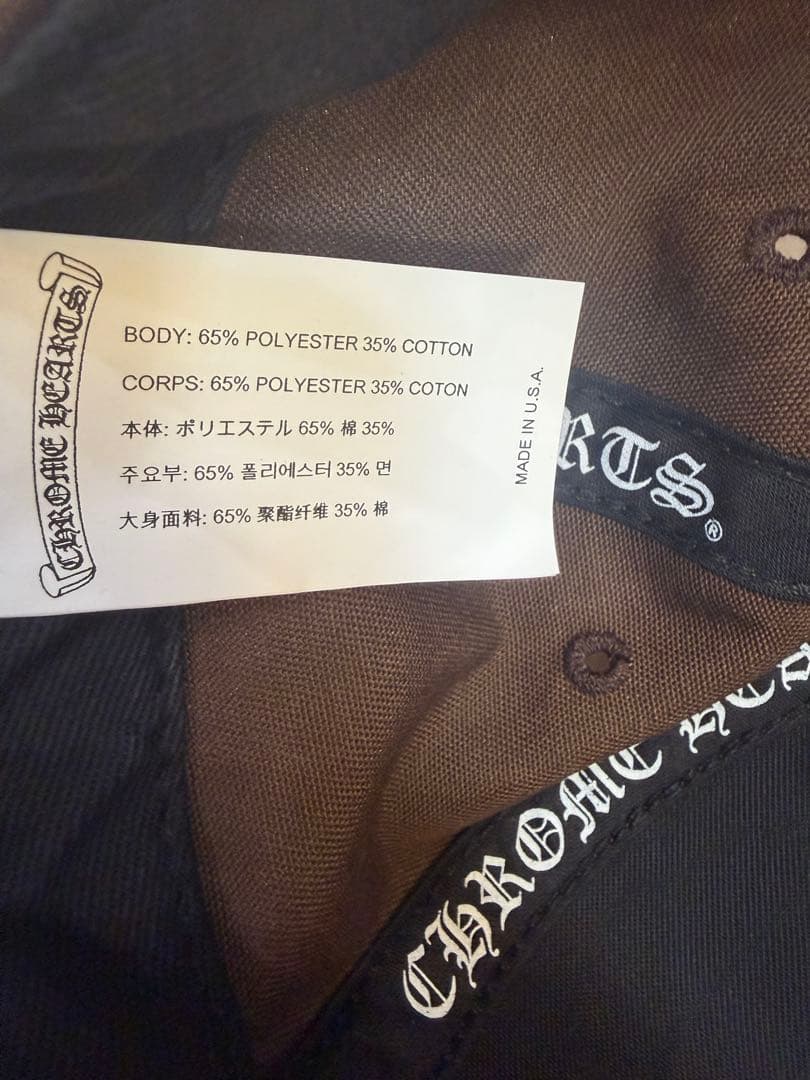 CHROME HEARTS
BODY: 65% POLYESTER 35% COTTON
CORPS: 65% POLYESTER 35% COTON
本体: ポリエステル 65% 棉 35%
주요부: 65% 폴리에스터 35% 면
大身面料: 65% 聚酯纤维 35% 棉
MADE IN U.S.A.
RTS®
CHROME HEA